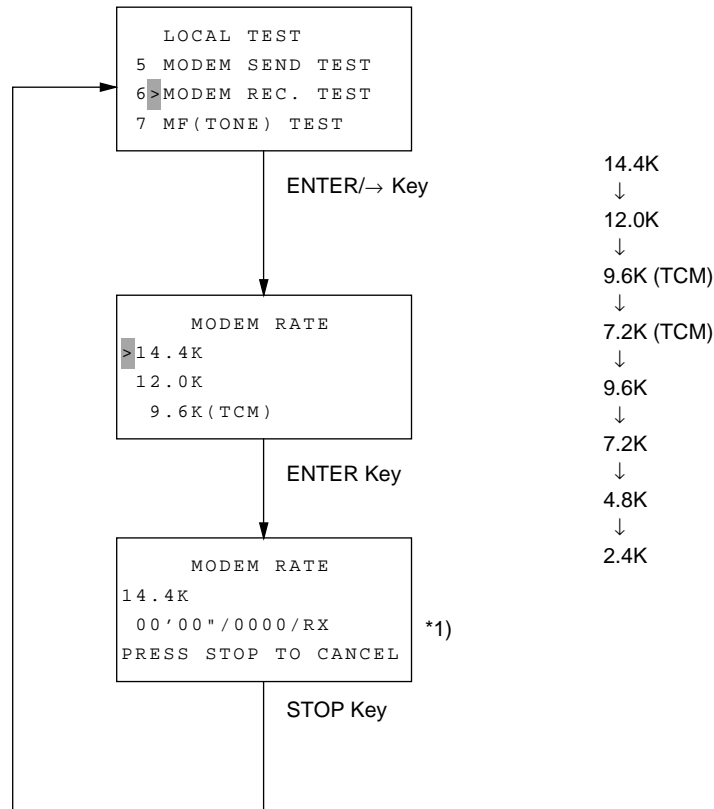 LOCAL TEST
5 MODEM SEND TEST
6>MODEM REC. TEST
7 MF(TONE) TEST
ENTER/→ Key
MODEM RATE
>14.4K
12.0K
9.6K(TCM)
ENTER Key
MODEM RATE
14.4K
00'00"/0000/RX
PRESS STOP TO CANCEL
*1)
STOP Key
14.4K
↓
12.0K
↓
9.6K (TCM)
↓
7.2K (TCM)
↓
9.6K
↓
7.2K
↓
4.8K
↓
2.4K